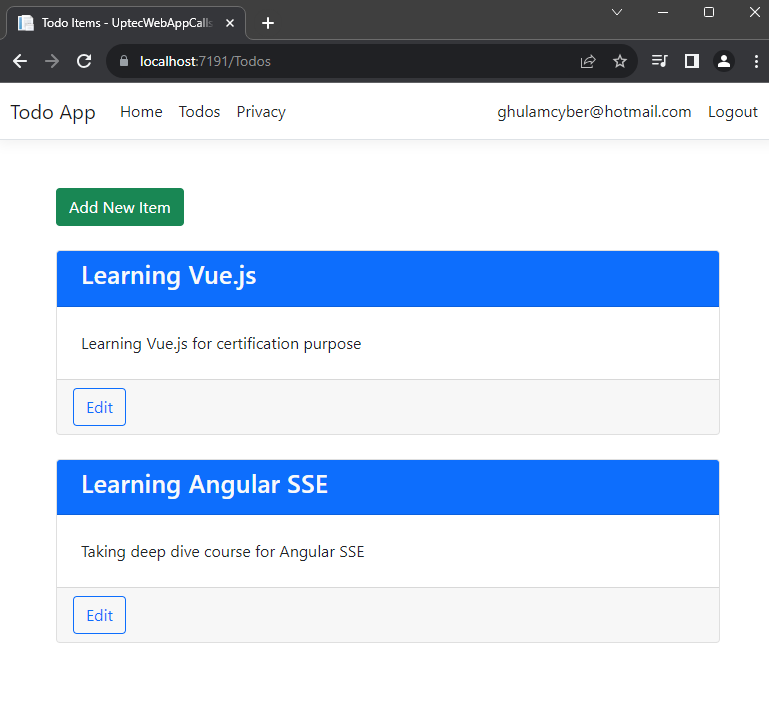 Todo Items - UptecWebAppCalls
localhost:7191/Todos
Todo App Home Todos Privacy ghulamcyber@hotmail.com Logout
Add New Item
Learning Vue.js
Learning Vue.js for certification purpose
Edit
Learning Angular SSE
Taking deep dive course for Angular SSE
Edit